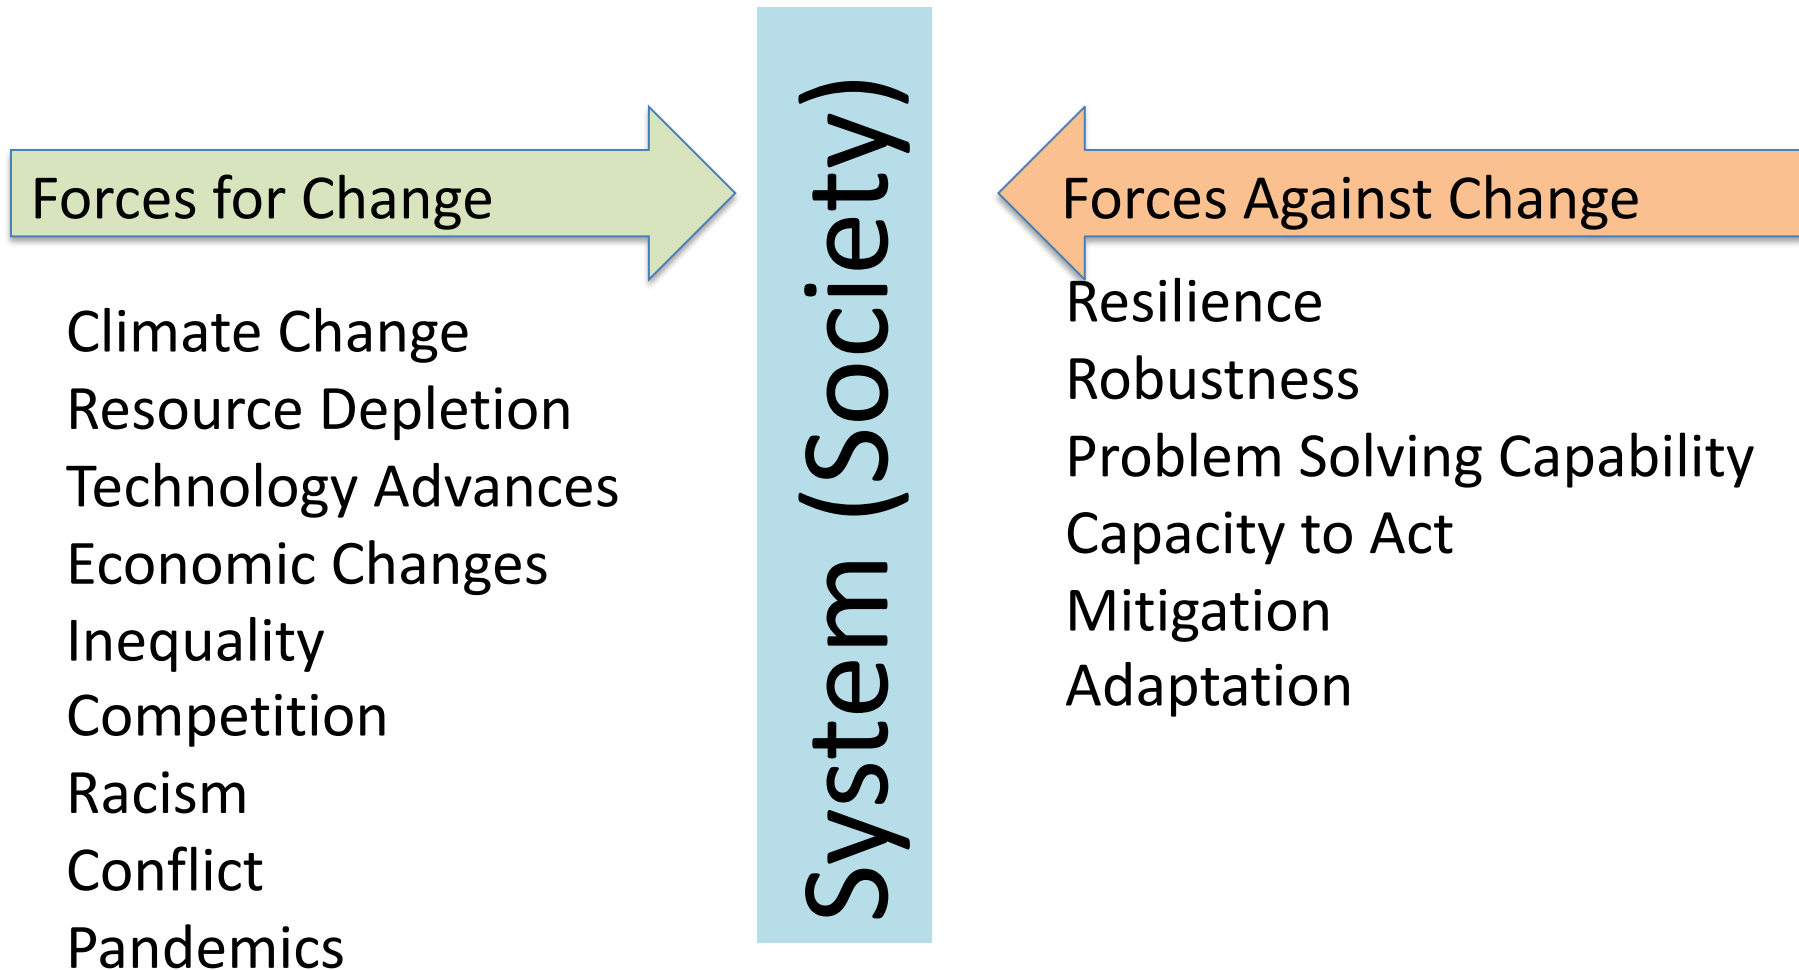 Forces for Change
Climate Change
Resource Depletion
Technology Advances
Economic Changes
Inequality
Competition
Racism
Conflict
Pandemics
System (Society)
Forces Against Change
Resilience
Robustness
Problem Solving Capability
Capacity to Act
Mitigation
Adaptation